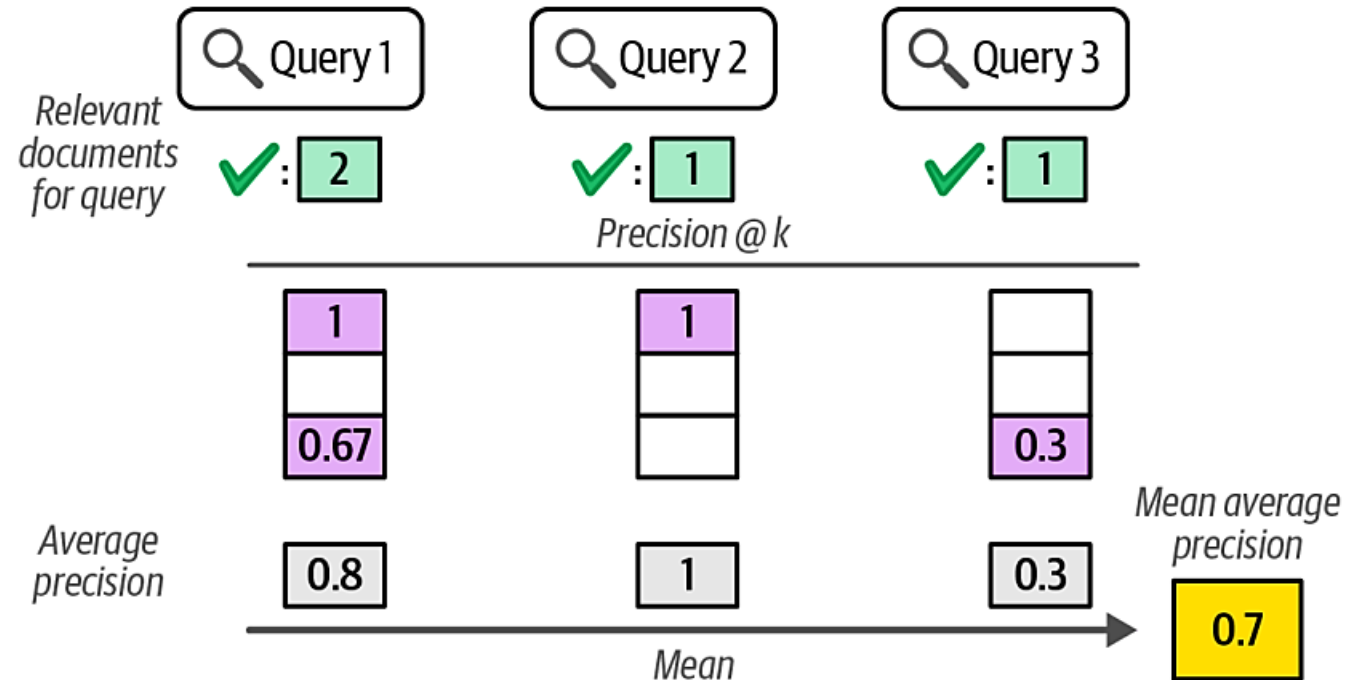 Query 1
Query 2
Query 3
Relevant
documents
for query
: 2
: 1
: 1
Precision @ k
1
1
0.67
0.3
Average
precision
0.8
1
0.3
Mean average
precision
0.7
Mean